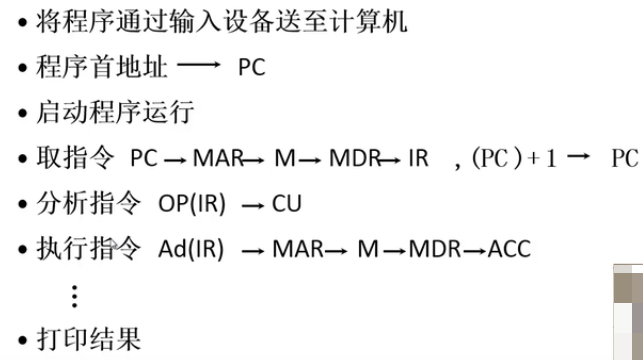 • 将程序通过输入设备送至计算机
• 程序首地址 → PC
• 启动程序运行
• 取指令 PC → MAR → M → MDR → IR , (PC) + 1 → PC
• 分析指令 OP(IR) → CU
• 执行指令 Ad(IR) → MAR → M → MDR → ACC
⋮
• 打印结果